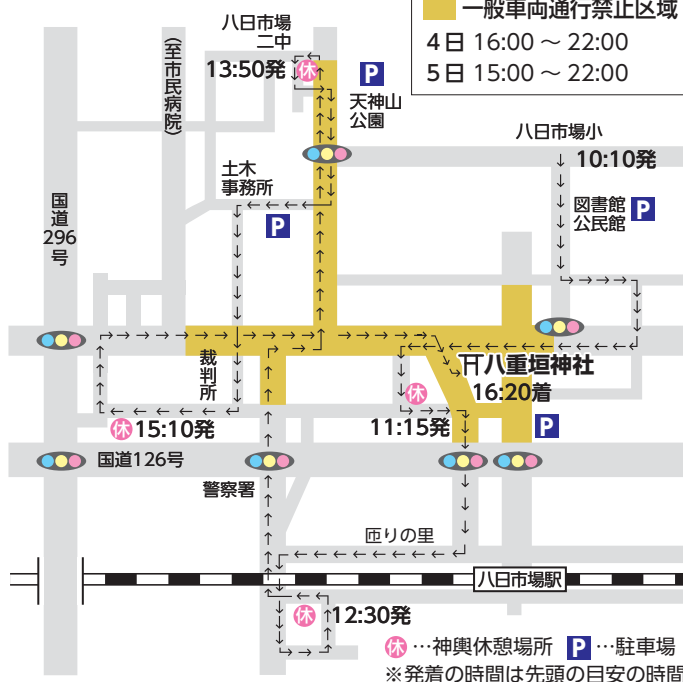 一般車両通行禁止区域
4日 16:00 ～ 22:00
5日 15:00 ～ 22:00
八日市場
二中
13:50発
休
P
天神山
公園
（至市民病院）
八日市場小
10:10発
土木
事務所
P
図書館
公民館
P
国道
296
号
裁判所
八重垣神社
16:20着
休
休 15:10発
11:15発
P
国道126号
警察署
匝りの里
八日市場駅
休 12:30発
休 …神輿休憩場所 P …駐車場
※発着の時間は先頭の目安の時間